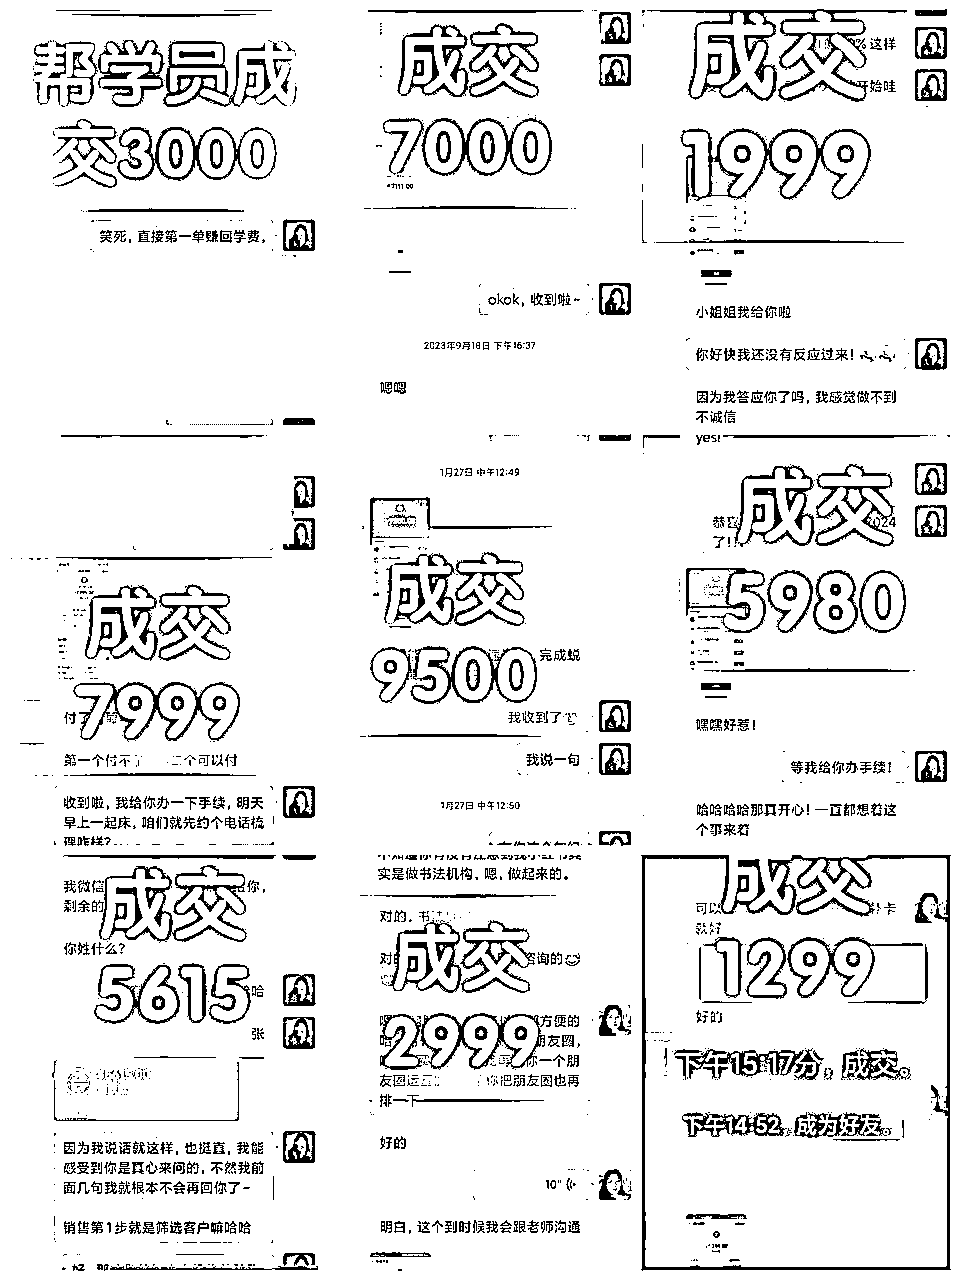 帮学员成
交3000
笑死，直接第一单赚回学费。
成交
7000
okok，收到啦~
2023年9月18日 下午16:37
嗯嗯
成交
% 这样
开始哇
1999
小姐姐我给你啦
你好快我还没有反应过来！
因为我答应你了吗，我感觉做不到
不诚信
yes!
成交
7999
付了
第一个付不了 二个可以付
收到啦，我给你办一下手续，明天
早上一起床，咱们就先约个电话梳
理咋样？
1月27日 中午12:49
成交
9500
完成蜕
我收到了
我说一句
1月27日 中午12:50
成交
恭喜 2024
了！
5980
嘿嘿好惹！
等我给你办手续！
哈哈哈哈那真开心！一直都想着这
个事来着
我微信 你，
剩余的
成交
你姓什么？
5615
哈
张
因为我说话就这样，也挺直，我能
感受到你是真心来问的，不然我前
面几句我就根本不会再回你了~
销售第1步就是筛选客户嘛哈哈
实是做书法机构，嗯，做起来的。
对的，书法
成交
对的 咨询的
2999
方便的
朋友圈，
你一个朋
友圈运营 你把朋友圈也再
排一下
好的
10"
明白，这个到时候我会跟老师沟通
成交
可以 补卡
就好
1299
好的
下午15:17分，成交。
下午14:52，成为好友。